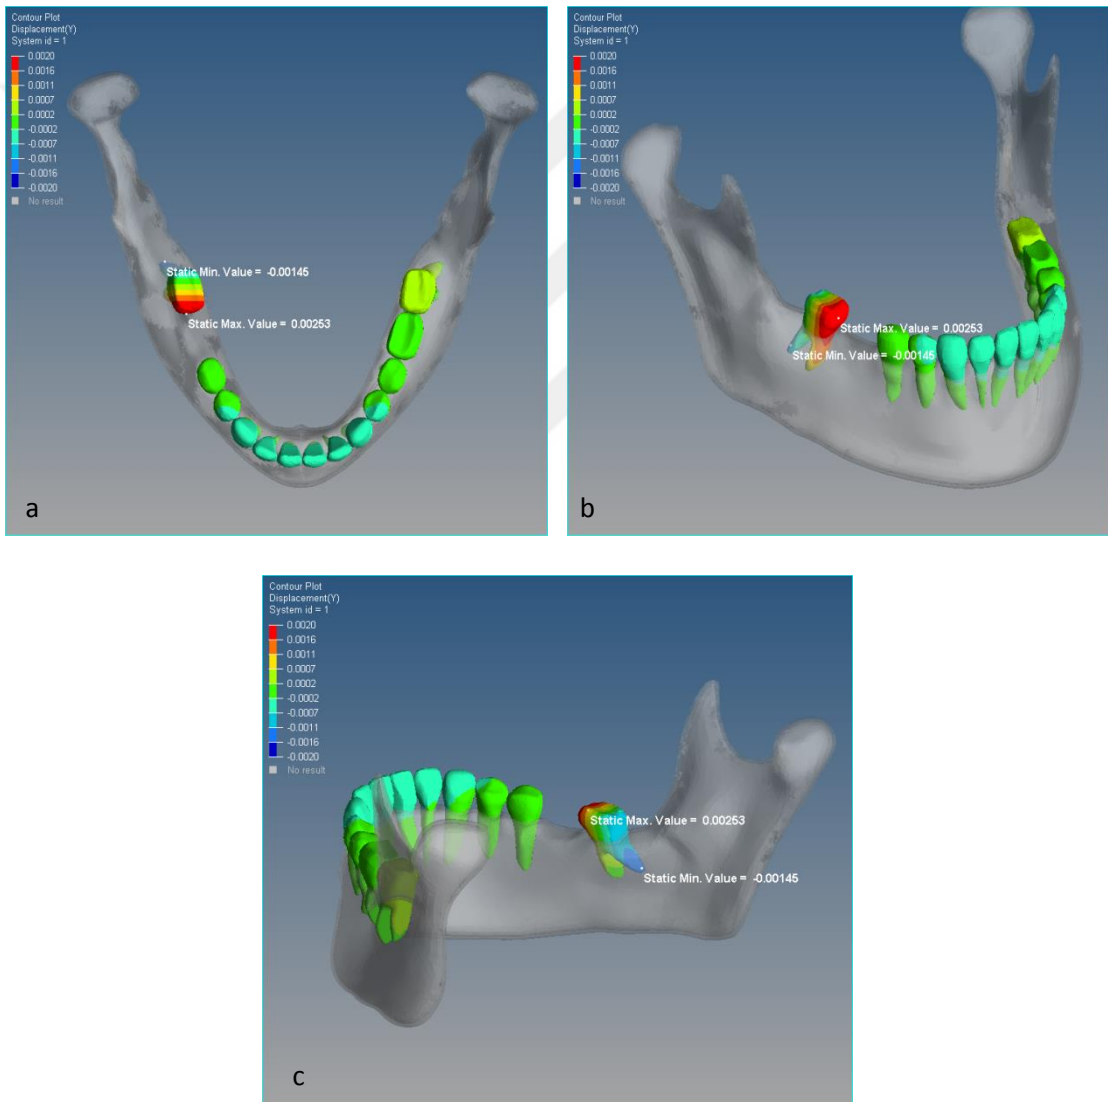 Contour Plot
Displacement(Y)
System id = 1
0.0020
0.0016
0.0011
0.0007
0.0002
-0.0002
-0.0007
-0.0011
-0.0016
-0.0020
No result
Static Min. Value = -0.00145
Static Max. Value = 0.00253
a
Contour Plot
Displacement(Y)
System id = 1
0.0020
0.0016
0.0011
0.0007
0.0002
-0.0002
-0.0007
-0.0011
-0.0016
-0.0020
No result
Static Max. Value = 0.00253
Static Min. Value = -0.00145
b
Contour Plot
Displacement(Y)
System id = 1
0.0020
0.0016
0.0011
0.0007
0.0002
-0.0002
-0.0007
-0.0011
-0.0016
-0.0020
No result
Static Max. Value = 0.00253
Static Min. Value = -0.00145
c